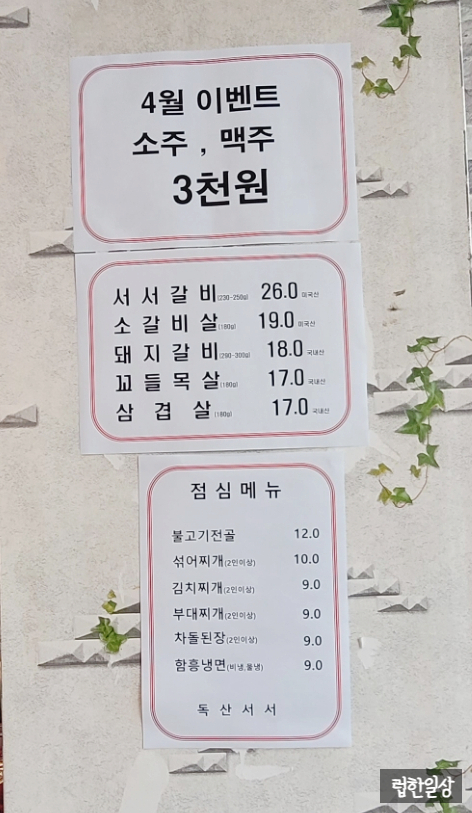 4월 이벤트
소주 , 맥주
3천원
서서갈비(230-250g) 26.0 미국산
소갈비살(180g) 19.0 미국산
돼지갈비(290-300g) 18.0 국내산
꼬들목살(180g) 17.0 국내산
삼겹살(180g) 17.0 국내산
점심메뉴
불고기전골 12.0
섞어찌개(2인이상) 10.0
김치찌개(2인이상) 9.0
부대찌개(2인이상) 9.0
차돌된장(2인이상) 9.0
함흥냉면(비냉,물냉) 9.0
독산서서
럽한일상